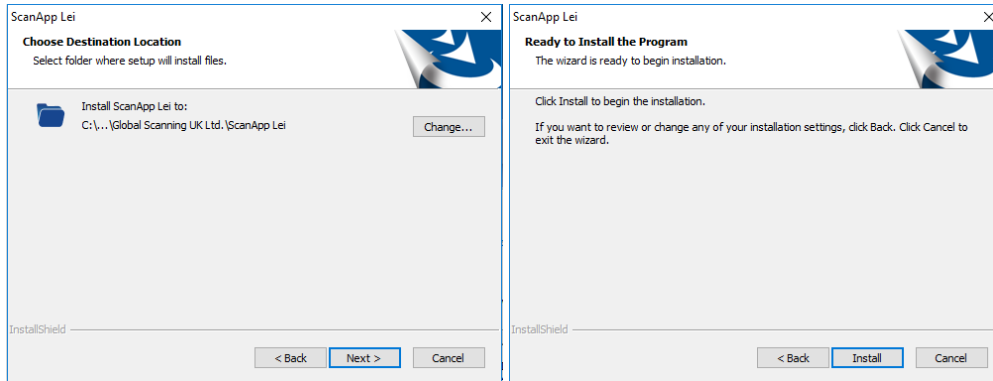 ScanApp Lei
Choose Destination Location
Select folder where setup will install files.
Install ScanApp Lei to:
C:\...\Global Scanning UK Ltd.\ScanApp Lei
Change...
InstallShield
< Back
Next >
Cancel
ScanApp Lei
Ready to Install the Program
The wizard is ready to begin installation.
Click Install to begin the installation.
If you want to review or change any of your installation settings, click Back. Click Cancel to
exit the wizard.
InstallShield
< Back
Install
Cancel